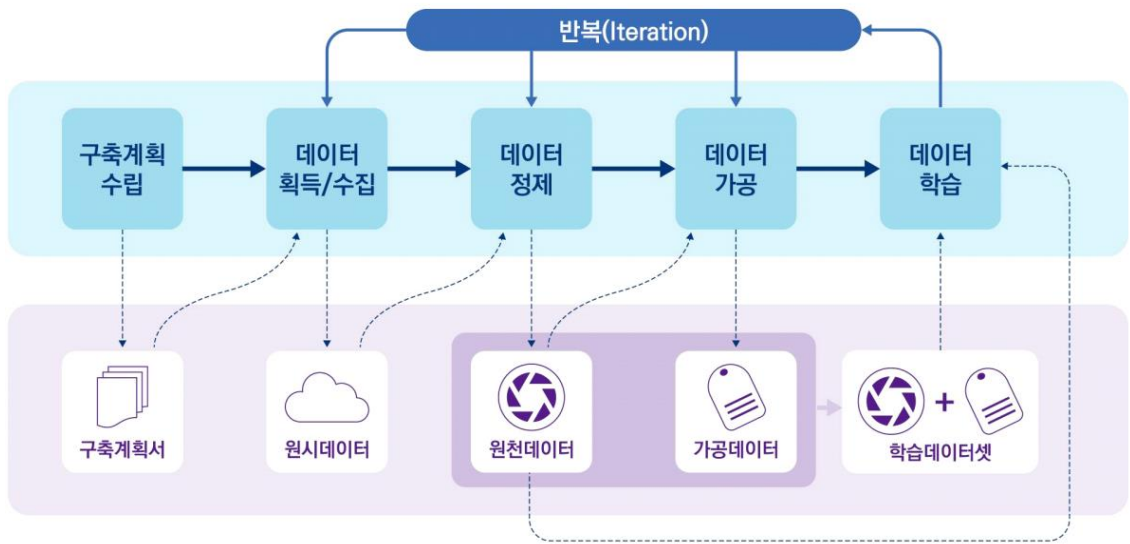 반복(Iteration)
구축계획
수립
데이터
획득/수집
데이터
정제
데이터
가공
데이터
학습
구축계획서
원시데이터
원천데이터
가공데이터
+
학습데이터셋